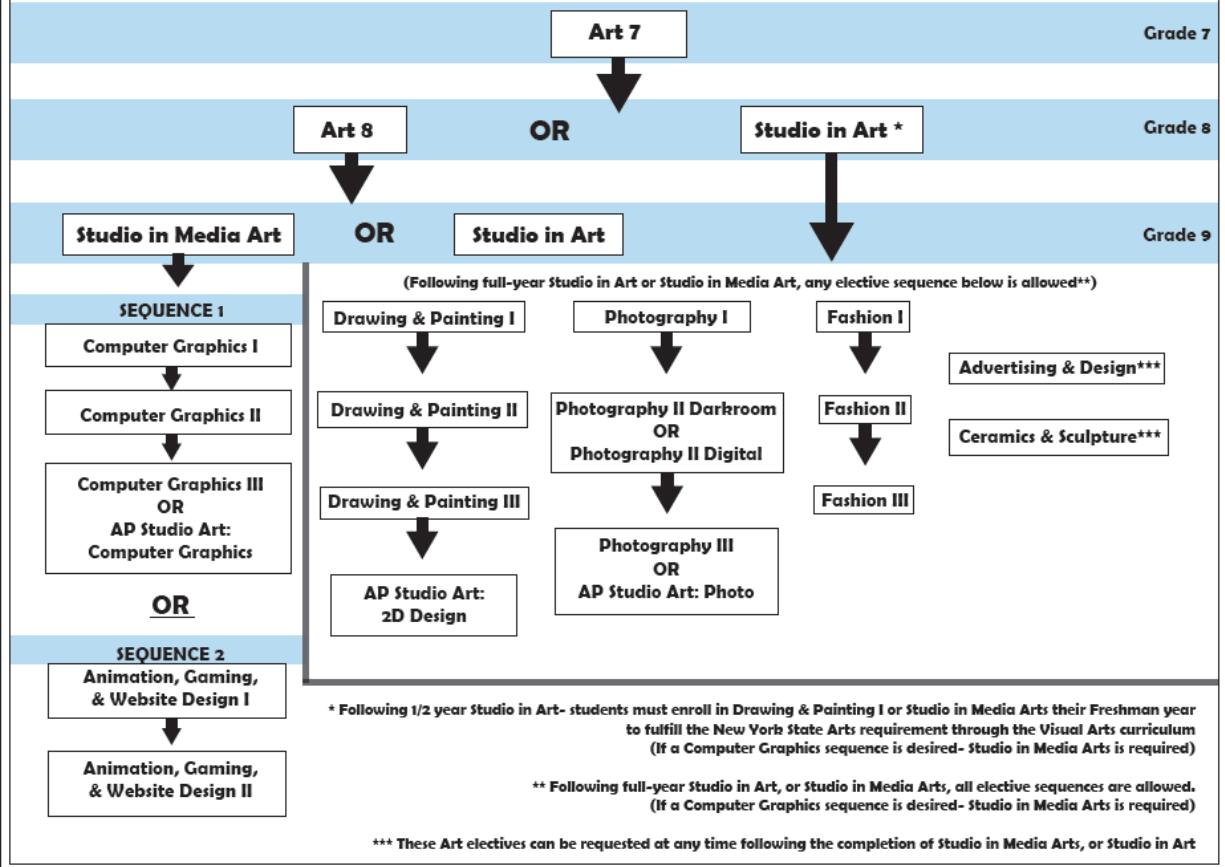 Art 7
Grade 7
Art 8
OR
Studio in Art *
Grade 8
Studio in Media Art
OR
Studio in Art
Grade 9
(Following full-year Studio in Art or Studio in Media Art, any elective sequence below is allowed**)
SEQUENCE 1
Computer Graphics I
Computer Graphics II
Computer Graphics III
OR
AP Studio Art:
Computer Graphics
OR
SEQUENCE 2
Animation, Gaming,
& Website Design I
Animation, Gaming,
& Website Design II
Drawing & Painting I
Drawing & Painting II
Drawing & Painting III
AP Studio Art:
2D Design
Photography I
Photography II Darkroom
OR
Photography II Digital
Photography III
OR
AP Studio Art: Photo
Fashion I
Fashion II
Fashion III
Advertising & Design***
Ceramics & Sculpture***
* Following 1/2 year Studio in Art- students must enroll in Drawing & Painting I or Studio in Media Arts their Freshman year
to fulfill the New York State Arts requirement through the Visual Arts curriculum
(If a Computer Graphics sequence is desired- Studio in Media Arts is required)
** Following full-year Studio in Art, or Studio in Media Arts, all elective sequences are allowed.
(If a Computer Graphics sequence is desired- Studio in Media Arts is required)
*** These Art electives can be requested at any time following the completion of Studio in Media Arts, or Studio in Art